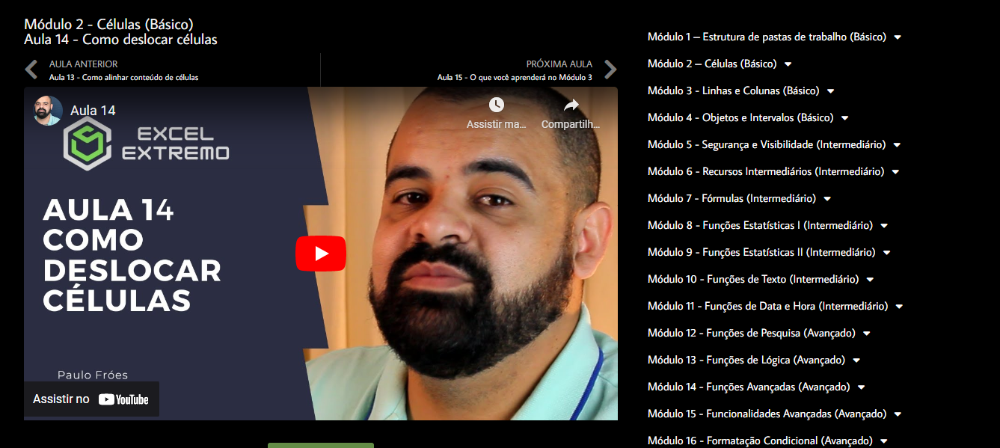 Módulo 2 - Células (Básico)
Aula 14 - Como deslocar células
AULA ANTERIOR
Aula 13 - Como alinhar conteúdo de células
PRÓXIMA AULA
Aula 15 - O que você aprenderá no Módulo 3
Aula 14
Assistir ma...
Compartilh...
EXCEL
EXTREMO
AULA 14
COMO
DESLOCAR
CÉLULAS
Paulo Fróes
Assistir no YouTube
Módulo 1 – Estrutura de pastas de trabalho (Básico)
Módulo 2 – Células (Básico)
Módulo 3 - Linhas e Colunas (Básico)
Módulo 4 - Objetos e Intervalos (Básico)
Módulo 5 - Segurança e Visibilidade (Intermediário)
Módulo 6 - Recursos Intermediários (Intermediário)
Módulo 7 - Fórmulas (Intermediário)
Módulo 8 - Funções Estatísticas I (Intermediário)
Módulo 9 - Funções Estatísticas II (Intermediário)
Módulo 10 - Funções de Texto (Intermediário)
Módulo 11 - Funções de Data e Hora (Intermediário)
Módulo 12 - Funções de Pesquisa (Avançado)
Módulo 13 - Funções de Lógica (Avançado)
Módulo 14 - Funções Avançadas (Avançado)
Módulo 15 - Funcionalidades Avançadas (Avançado)
Módulo 16 - Formatação Condicional (Avançado)